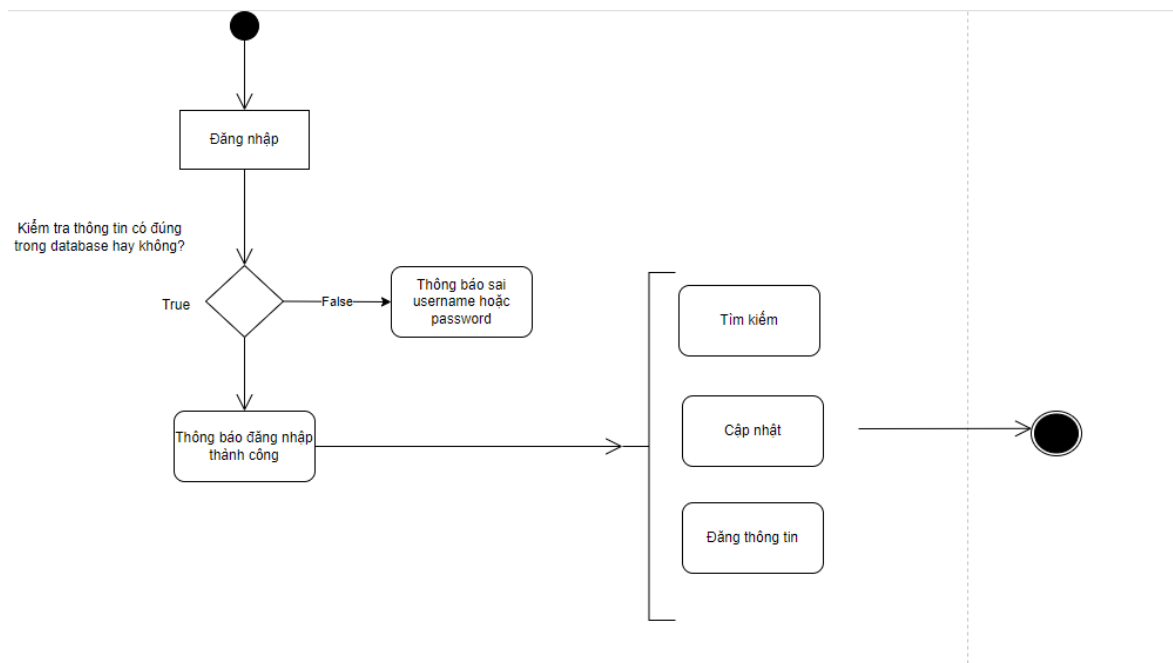 Đăng nhập
Kiểm tra thông tin có đúng
trong database hay không?
True
False
Thông báo sai
username hoặc
password
Thông báo đăng nhập
thành công
Tìm kiếm
Cập nhật
Đăng thông tin